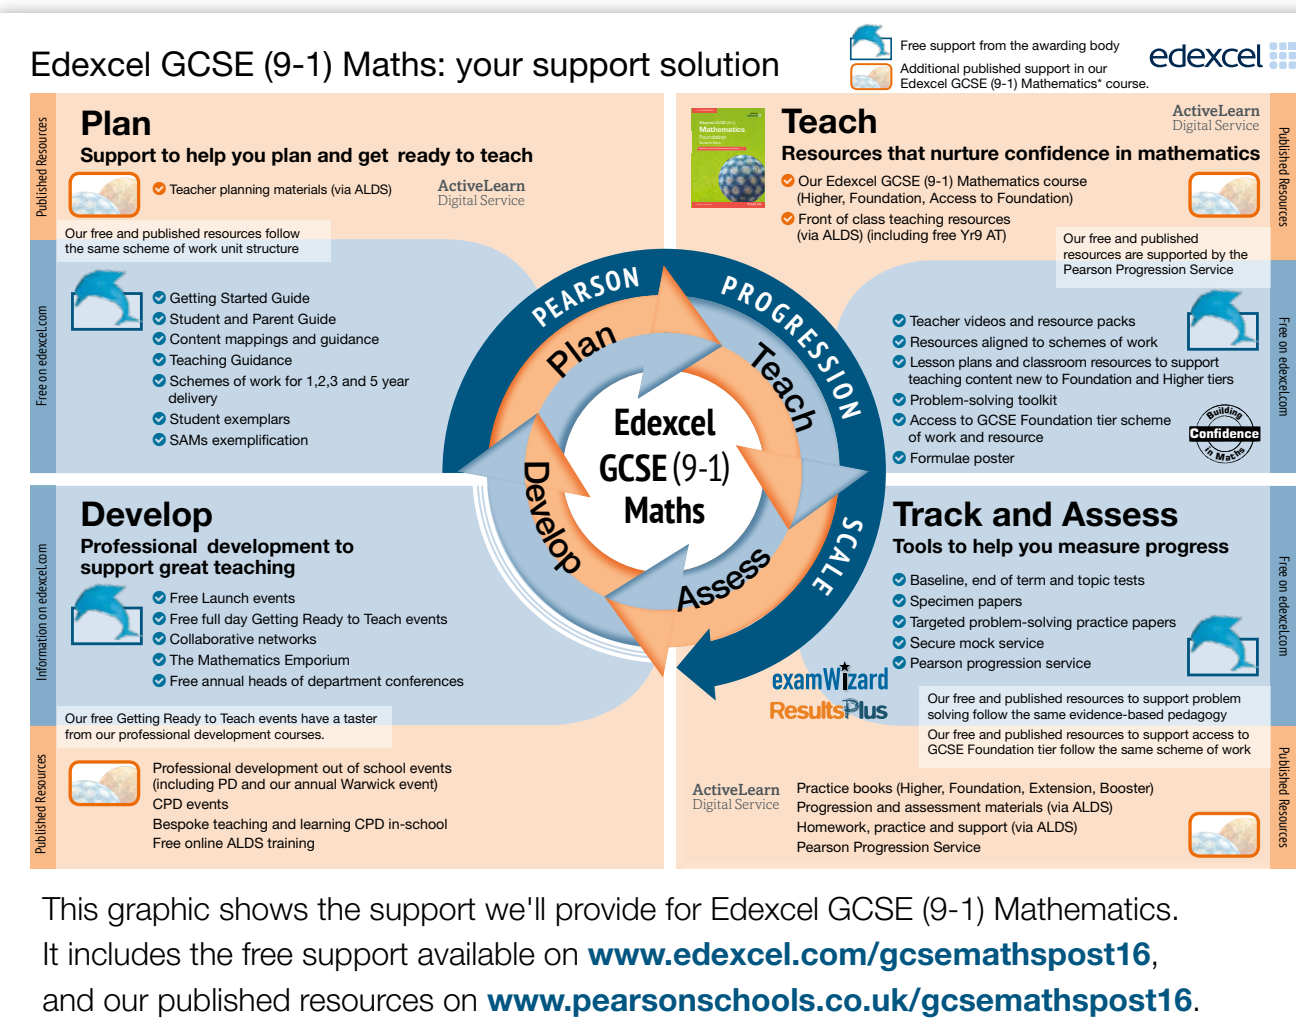 Edexcel GCSE (9-1) Maths: your support solution
Free support from the awarding body
Additional published support in our
Edexcel GCSE (9-1) Mathematics* course.
edexcel
Published Resources
Plan
Support to help you plan and get ready to teach
Teacher planning materials (via ALDS)
ActiveLearn
Digital Service
Our free and published resources follow
the same scheme of work unit structure
Free on edexcel.com
Getting Started Guide
Student and Parent Guide
Content mappings and guidance
Teaching Guidance
Schemes of work for 1,2,3 and 5 year
delivery
Student exemplars
SAMs exemplification
Mathematics
Foundation
Teach
ActiveLearn
Digital Service
Resources that nurture confidence in mathematics
Our Edexcel GCSE (9-1) Mathematics course
(Higher, Foundation, Access to Foundation)
Front of class teaching resources
(via ALDS) (including free Yr9 AT)
Published Resources
Our free and published
resources are supported by the
Pearson Progression Service
Teacher videos and resource packs
Resources aligned to schemes of work
Lesson plans and classroom resources to support
teaching content new to Foundation and Higher tiers
Problem-solving toolkit
Access to GCSE Foundation tier scheme
of work and resource
Formulae poster
Free on edexcel.com
Building
Confidence
in Maths
PEARSON PROGRESSION SCALE
Plan
Teach
Assess
Develop
Edexcel
GCSE (9-1)
Maths
Information on edexcel.com
Develop
Professional development to
support great teaching
Free Launch events
Free full day Getting Ready to Teach events
Collaborative networks
The Mathematics Emporium
Free annual heads of department conferences
Our free Getting Ready to Teach events have a taster
from our professional development courses.
Published Resources
Professional development out of school events
(including PD and our annual Warwick event)
CPD events
Bespoke teaching and learning CPD in-school
Free online ALDS training
Track and Assess
Tools to help you measure progress
Baseline, end of term and topic tests
Specimen papers
Targeted problem-solving practice papers
Secure mock service
Pearson progression service
Free on edexcel.com
examWizard
ResultsPlus
Our free and published resources to support problem
solving follow the same evidence-based pedagogy
Our free and published resources to support access to
GCSE Foundation tier follow the same scheme of work
ActiveLearn
Digital Service
Practice books (Higher, Foundation, Extension, Booster)
Progression and assessment materials (via ALDS)
Homework, practice and support (via ALDS)
Pearson Progression Service
Published Resources
This graphic shows the support we'll provide for Edexcel GCSE (9-1) Mathematics.
It includes the free support available on www.edexcel.com/gcsemathspost16,
and our published resources on www.pearsonschools.co.uk/gcsemathspost16.